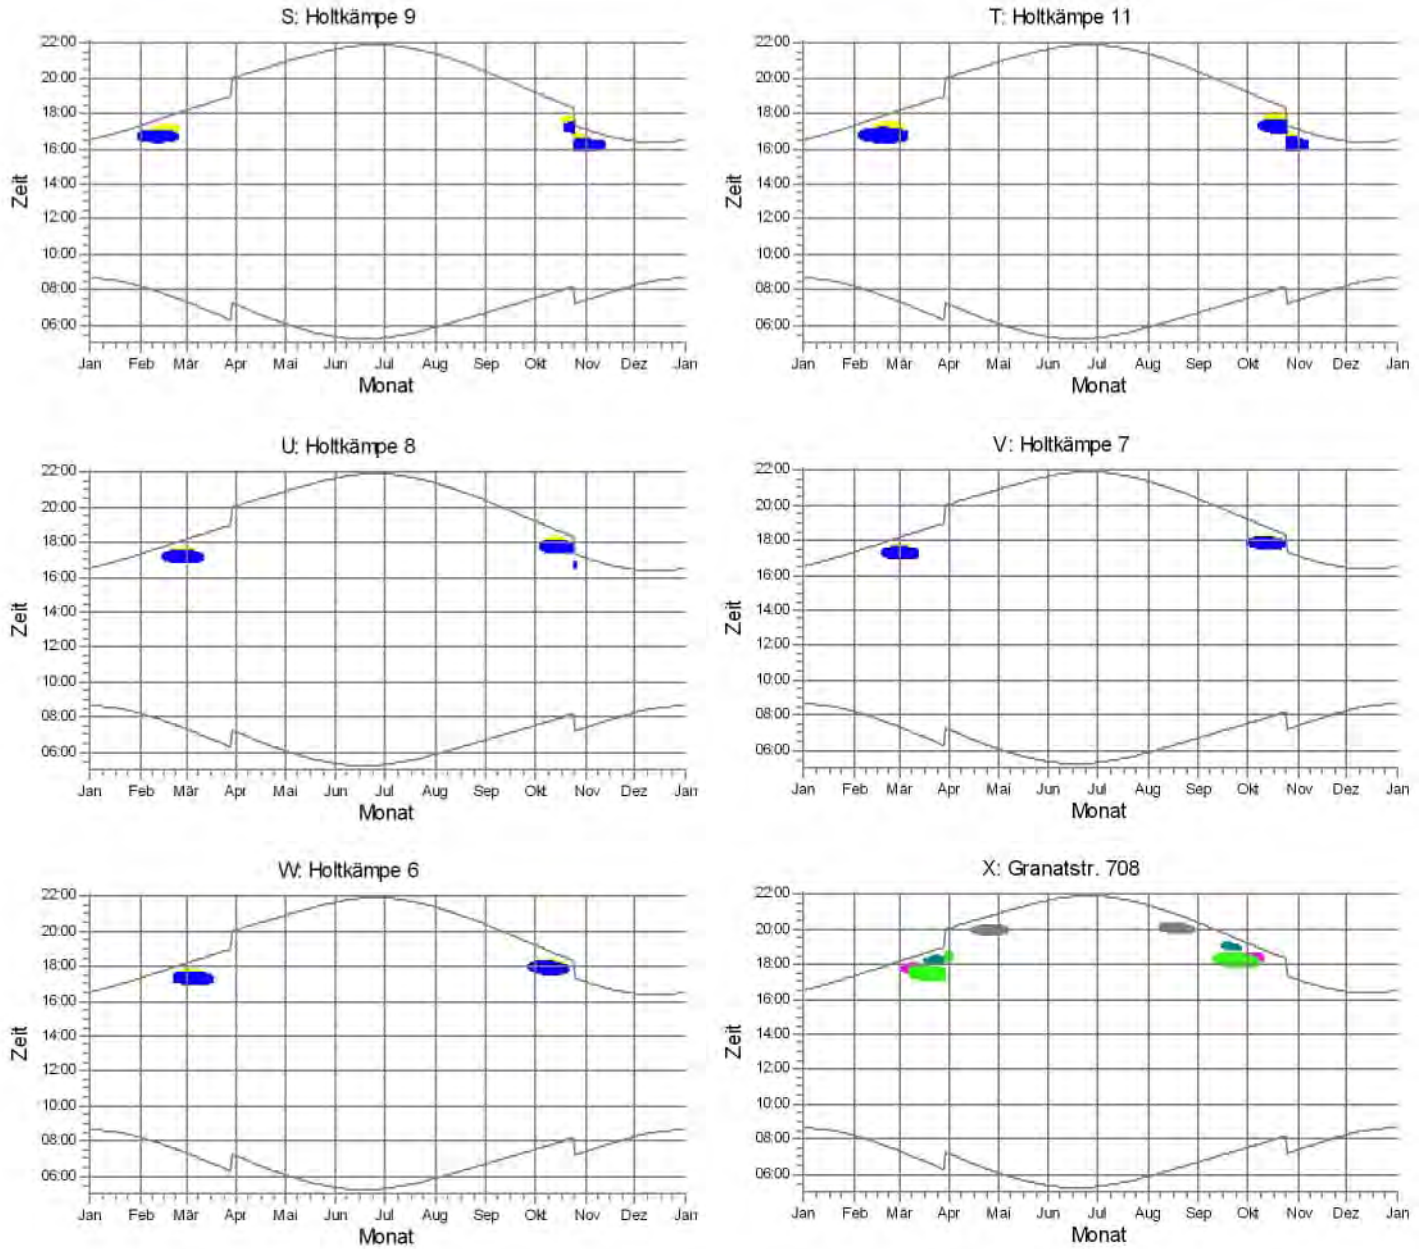 S: Holtkämpe 9
22:00
20:00
18:00
16:00
14:00
12:00
10:00
08:00
06:00
Zeit
Jan Feb Mär Apr Mai Jun Jul Aug Sep Okt Nov Dez Jan
Monat
T: Holtkämpe 11
22:00
20:00
18:00
16:00
14:00
12:00
10:00
08:00
06:00
Zeit
Jan Feb Mär Apr Mai Jun Jul Aug Sep Okt Nov Dez Jan
Monat
U: Holtkämpe 8
22:00
20:00
18:00
16:00
14:00
12:00
10:00
08:00
06:00
Zeit
Jan Feb Mär Apr Mai Jun Jul Aug Sep Okt Nov Dez Jan
Monat
V: Holtkämpe 7
22:00
20:00
18:00
16:00
14:00
12:00
10:00
08:00
06:00
Zeit
Jan Feb Mär Apr Mai Jun Jul Aug Sep Okt Nov Dez Jan
Monat
W: Holtkämpe 6
22:00
20:00
18:00
16:00
14:00
12:00
10:00
08:00
06:00
Zeit
Jan Feb Mär Apr Mai Jun Jul Aug Sep Okt Nov Dez Jan
Monat
X: Granatstr. 708
22:00
20:00
18:00
16:00
14:00
12:00
10:00
08:00
06:00
Zeit
Jan Feb Mär Apr Mai Jun Jul Aug Sep Okt Nov Dez Jan
Monat